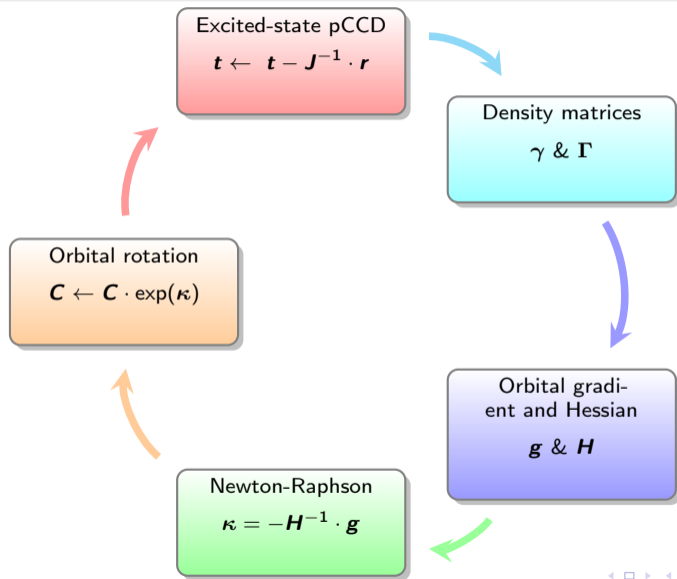 Excited-state pCCD
t ← t − J⁻¹ · r
Density matrices
γ & Γ
Orbital gradi-
ent and Hessian
g & H
Newton-Raphson
κ = −H⁻¹ · g
Orbital rotation
C ← C · exp(κ)